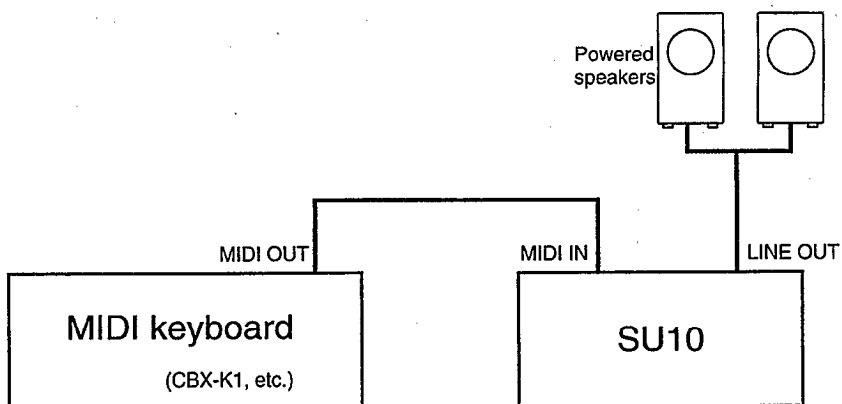 Powered
speakers
MIDI OUT
MIDI IN
LINE OUT
MIDI keyboard
(CBX-K1, etc.)
SU10